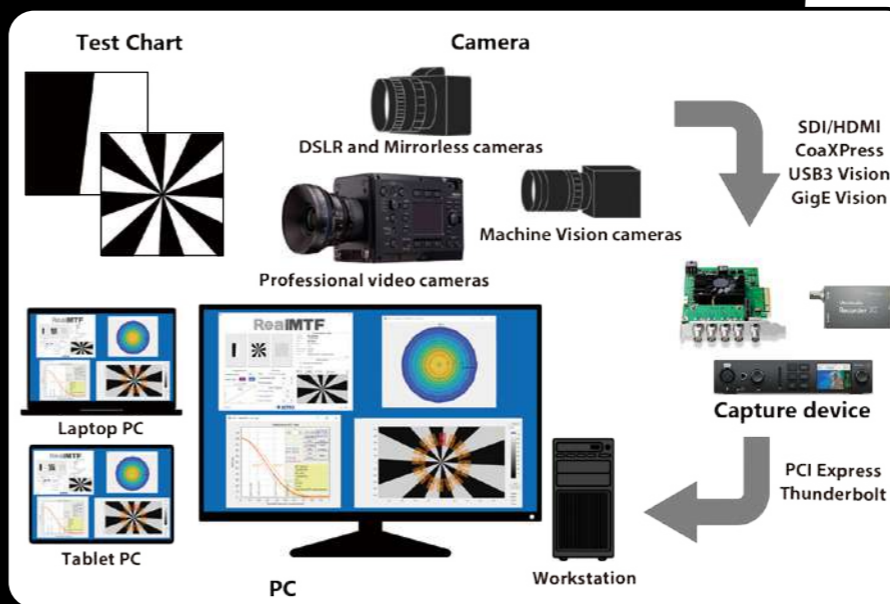 Test Chart
Camera
DSLR and Mirrorless cameras
Professional video cameras
Machine Vision cameras
SDI/HDMI
CoaXPress
USB3 Vision
GigE Vision
Capture device
PCI Express
Thunderbolt
RealMTF
Laptop PC
Tablet PC
PC
Workstation